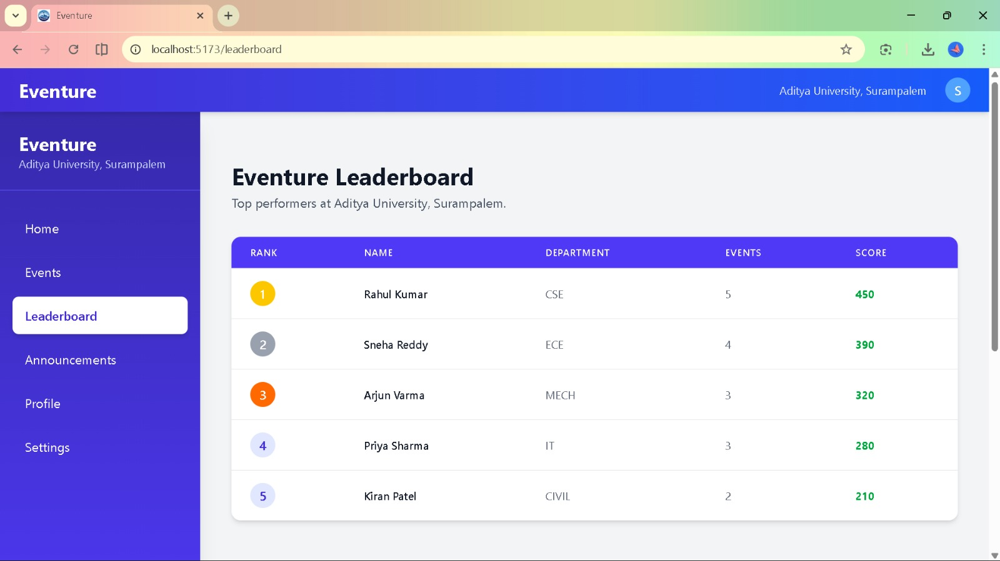 Eventure
localhost:5173/leaderboard
Eventure
Aditya University, Surampalem
S
Eventure
Aditya University, Surampalem
Home
Events
Leaderboard
Announcements
Profile
Settings
Eventure Leaderboard
Top performers at Aditya University, Surampalem.
RANK NAME DEPARTMENT EVENTS SCORE
1 Rahul Kumar CSE 5 450
2 Sneha Reddy ECE 4 390
3 Arjun Varma MECH 3 320
4 Priya Sharma IT 3 280
5 Kiran Patel CIVIL 2 210